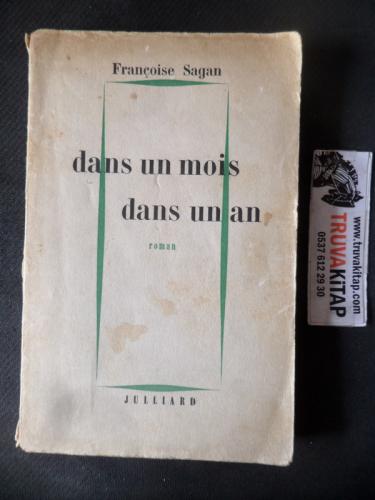 Françoise Sagan
dans un mois
dans un an
roman
JULLIARD
www.truvakitap.com
TRUVAKiTAP
0537 612 29 30